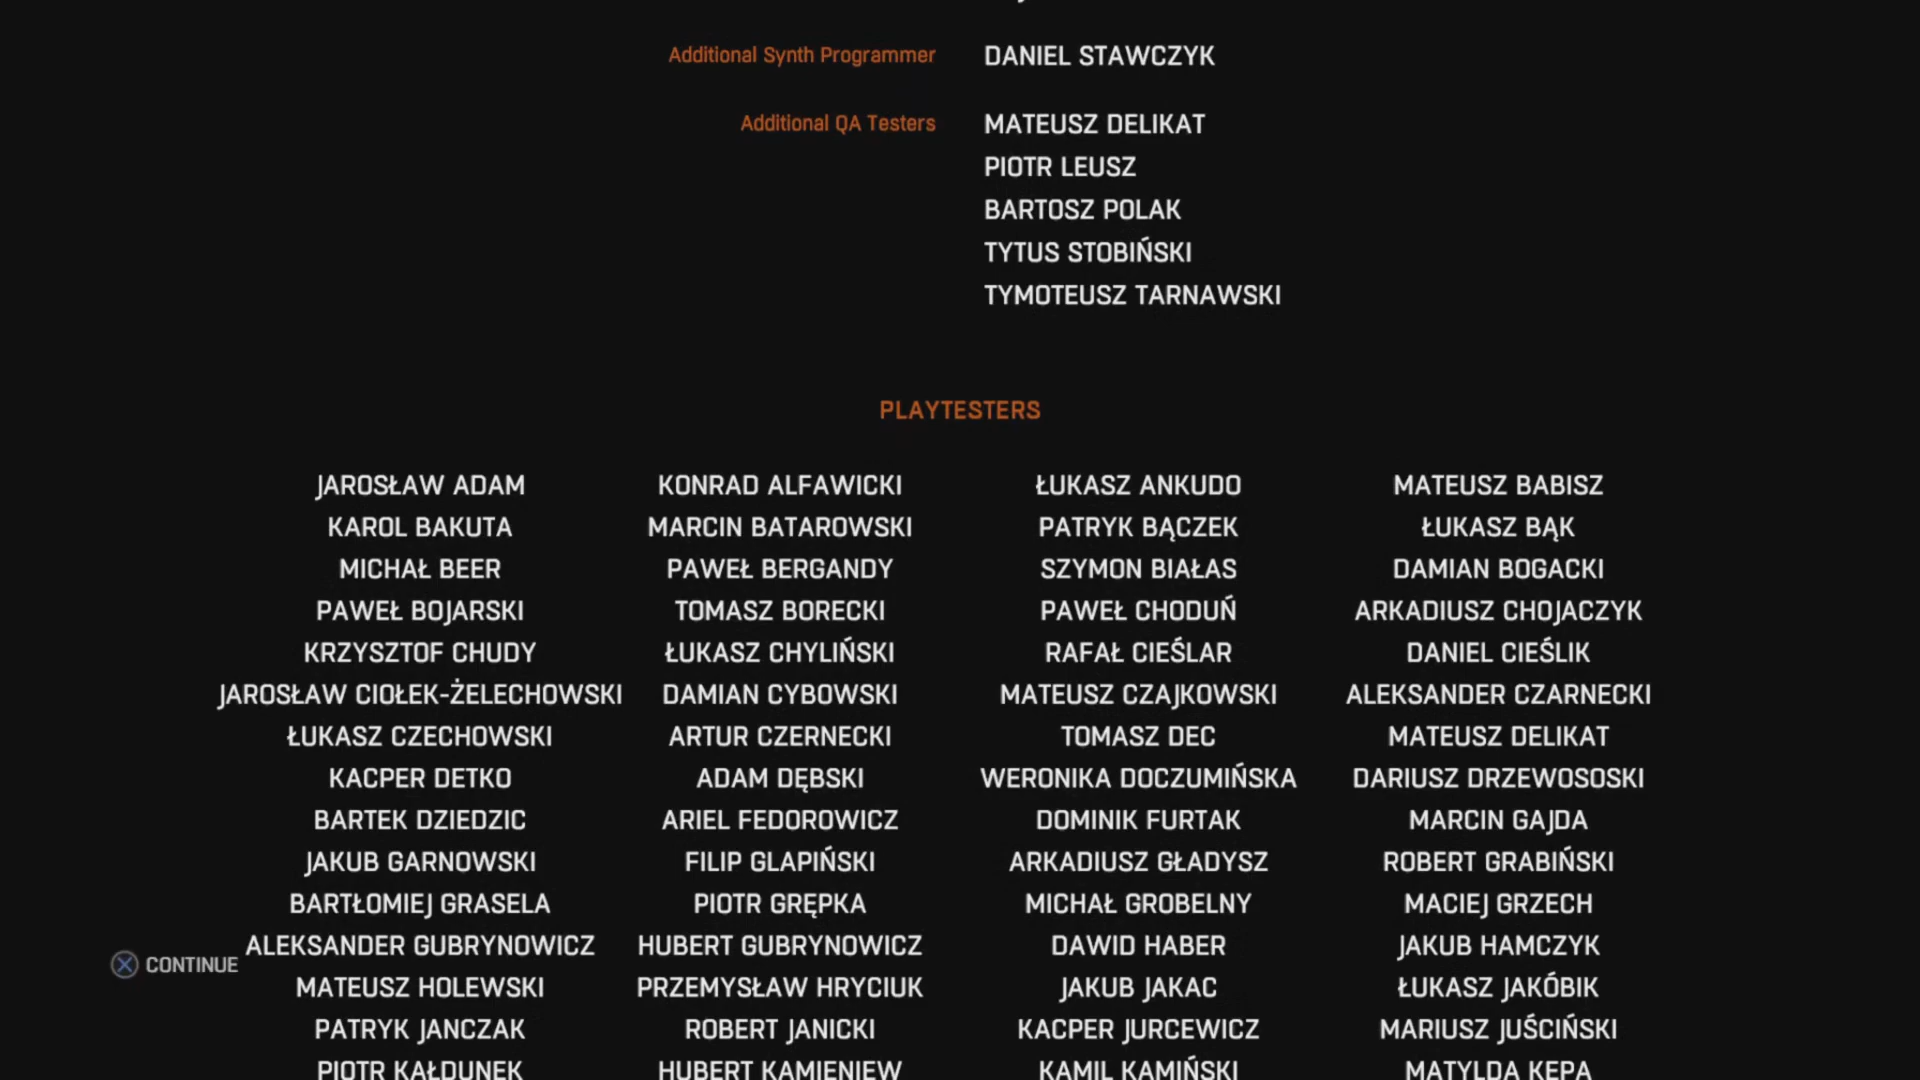 Additional Synth Programmer DANIEL STAWCZYK
Additional QA Testers MATEUSZ DELIKAT
PIOTR LEUSZ
BARTOSZ POLAK
TYTUS STOBIŃSKI
TYMOTEUSZ TARNAWSKI
PLAYTESTERS
JAROSŁAW ADAM KONRAD ALFAWICKI ŁUKASZ ANKUDO MATEUSZ BABISZ
KAROL BAKUTA MARCIN BATAROWSKI PATRYK BĄCZEK ŁUKASZ BĄK
MICHAŁ BEER PAWEŁ BERGANDY SZYMON BIAŁAS DAMIAN BOGACKI
PAWEŁ BOJARSKI TOMASZ BORECKI PAWEŁ CHODUŃ ARKADIUSZ CHOJACZYK
KRZYSZTOF CHUDY ŁUKASZ CHYLIŃSKI RAFAŁ CIEŚLAR DANIEL CIEŚLIK
JAROSŁAW CIOŁEK-ŻELECHOWSKI DAMIAN CYBOWSKI MATEUSZ CZAJKOWSKI ALEKSANDER CZARNECKI
ŁUKASZ CZECHOWSKI ARTUR CZERNECKI TOMASZ DEC MATEUSZ DELIKAT
KACPER DETKO ADAM DĘBSKI WERONIKA DOCZUMIŃSKA DARIUSZ DRZEWOSOSKI
BARTEK DZIEDZIC ARIEL FEDOROWICZ DOMINIK FURTAK MARCIN GAJDA
JAKUB GARNOWSKI FILIP GLAPIŃSKI ARKADIUSZ GŁADYSZ ROBERT GRABIŃSKI
BARTŁOMIEJ GRASELA PIOTR GRĘPKA MICHAŁ GROBELNY MACIEJ GRZECH
ALEKSANDER GUBRYNOWICZ HUBERT GUBRYNOWICZ DAWID HABER JAKUB HAMCZYK
CONTINUE
MATEUSZ HOLEWSKI PRZEMYSŁAW HRYCIUK JAKUB JAKAC ŁUKASZ JAKÓBIK
PATRYK JANCZAK ROBERT JANICKI KACPER JURCEWICZ MARIUSZ JUŚCIŃSKI
PIOTR KAŁDUNEK HUBERT KAMIENIEW KAMIL KAMIŃSKI MATYLDA